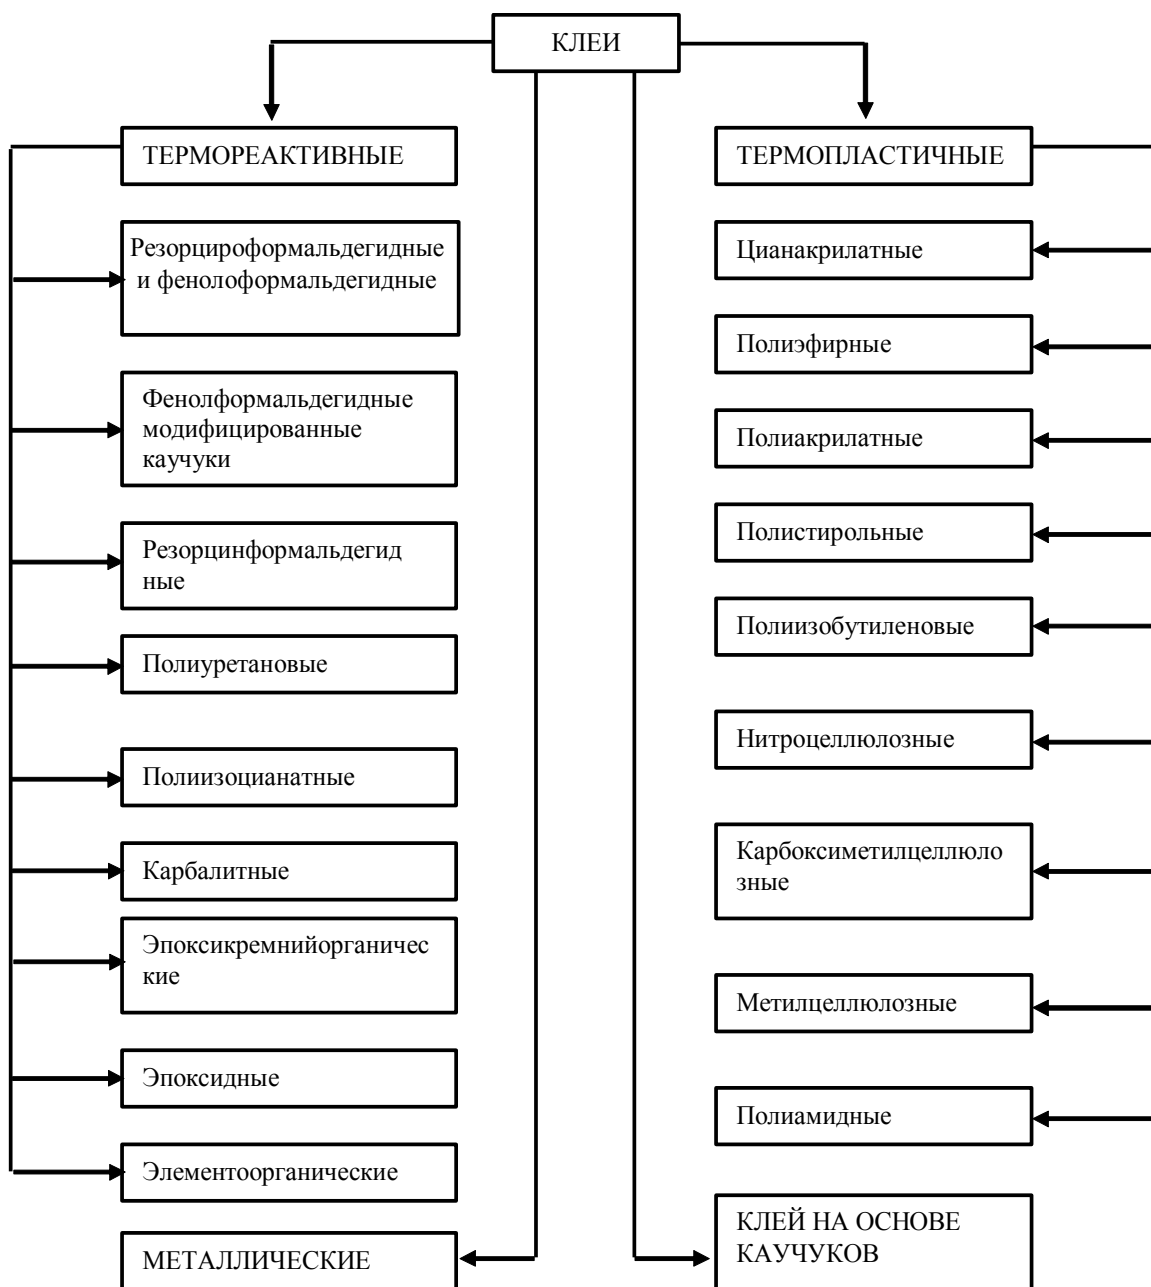 КЛЕИ
ТЕРМОРЕАКТИВНЫЕ
Резорцироформальдегидные
и фенолоформальдегидные
Фенолформальдегидные
модифицированные
каучуки
Резорцинформальдегид
ные
Полиуретановые
Полиизоцианатные
Карбалитные
Эпоксикремнийорганичес
кие
Эпоксидные
Элементоорганические
МЕТАЛЛИЧЕСКИЕ
ТЕРМОПЛАСТИЧНЫЕ
Цианакрилатные
Полиэфирные
Полиакрилатные
Полистирольные
Полиизобутиленовые
Нитроцеллюлозные
Карбоксиметилцеллюло
зные
Метилцеллюлозные
Полиамидные
КЛЕЙ НА ОСНОВЕ
КАУЧУКОВ